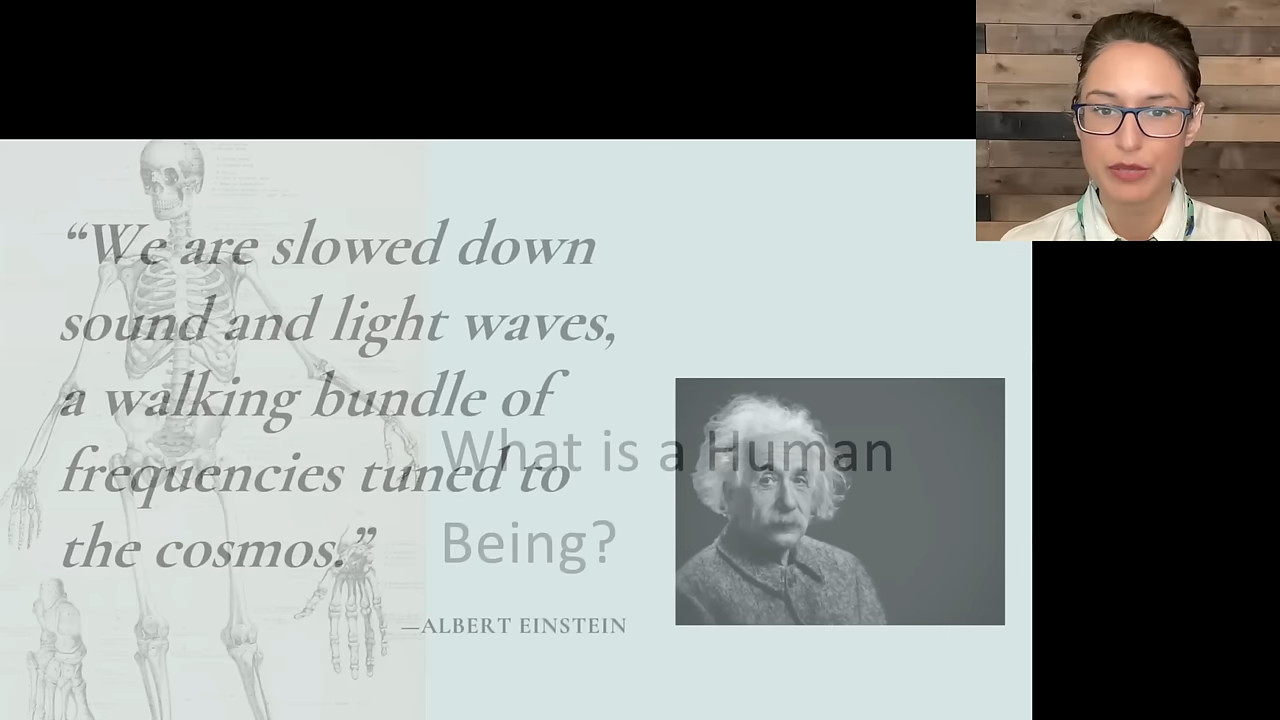 “We are slowed down
sound and light waves,
a walking bundle of
frequencies tuned to
the cosmos.”
—ALBERT EINSTEIN
What is a Human
Being?